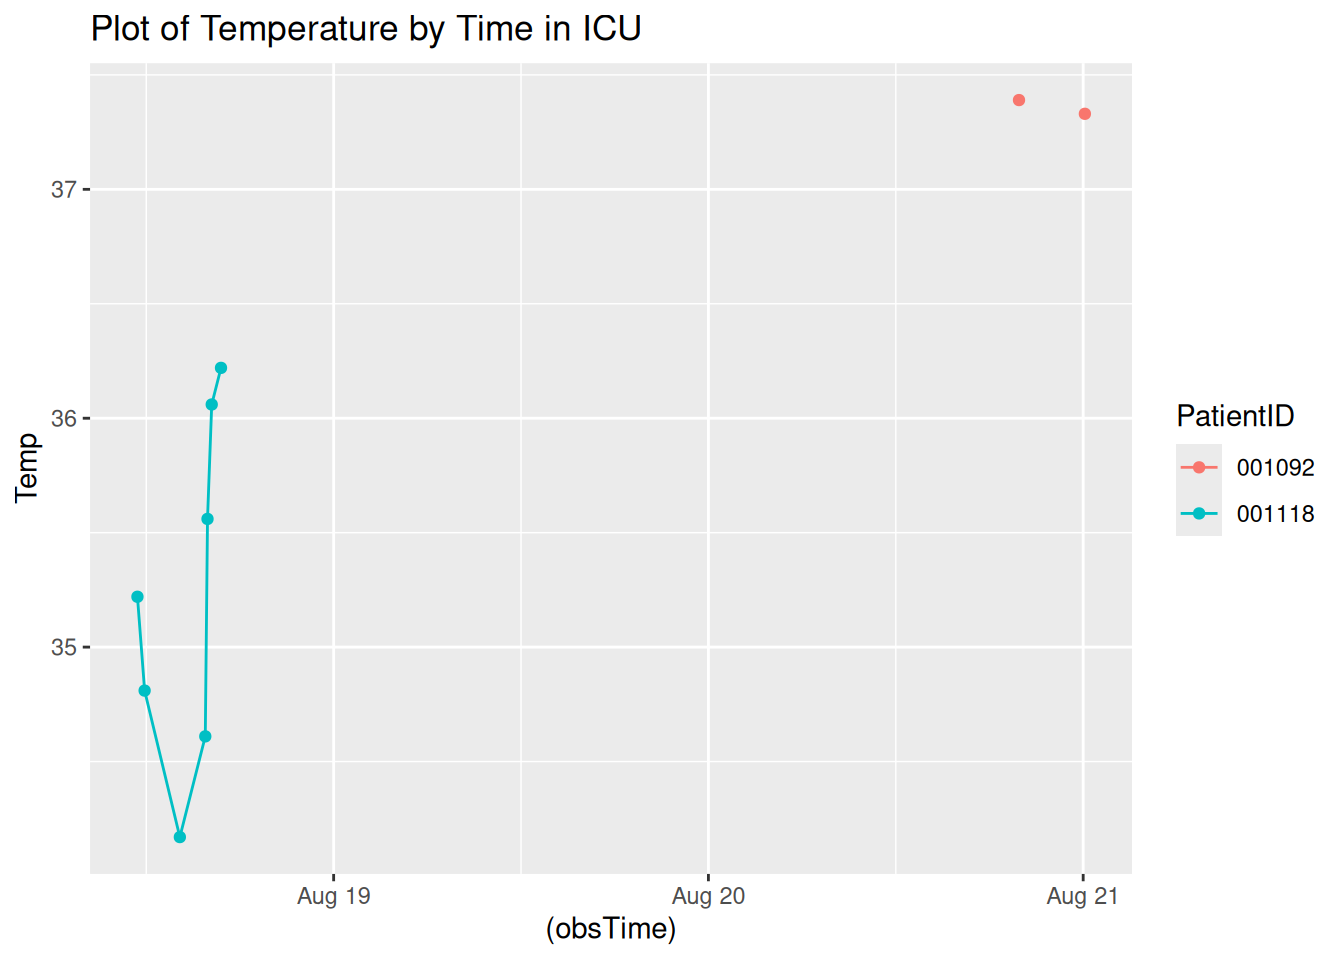 Plot of Temperature by Time in ICU
37
36
35
Temp
Aug 19
Aug 20
Aug 21
(obsTime)
PatientID
001092
001118